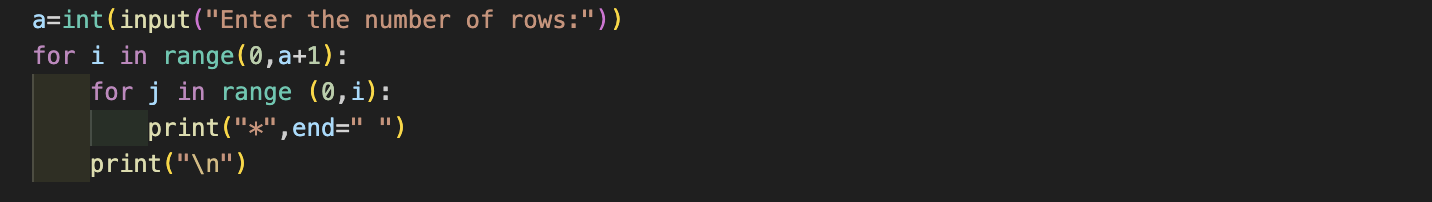 a=int(input("Enter the number of rows:"))
for i in range(0,a+1):
    for j in range (0,i):
        print("*",end=" ")
    print("\n")